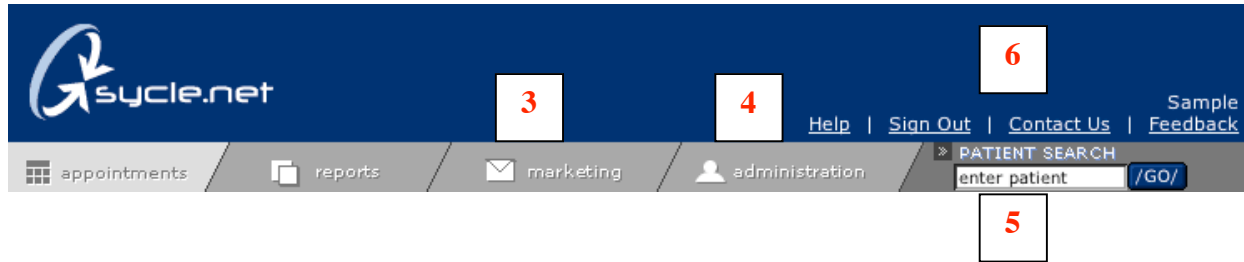 sycle.net
3
4
6
Sample
Help | Sign Out | Contact Us | Feedback
appointments
reports
marketing
administration
» PATIENT SEARCH
enter patient /GO/
5